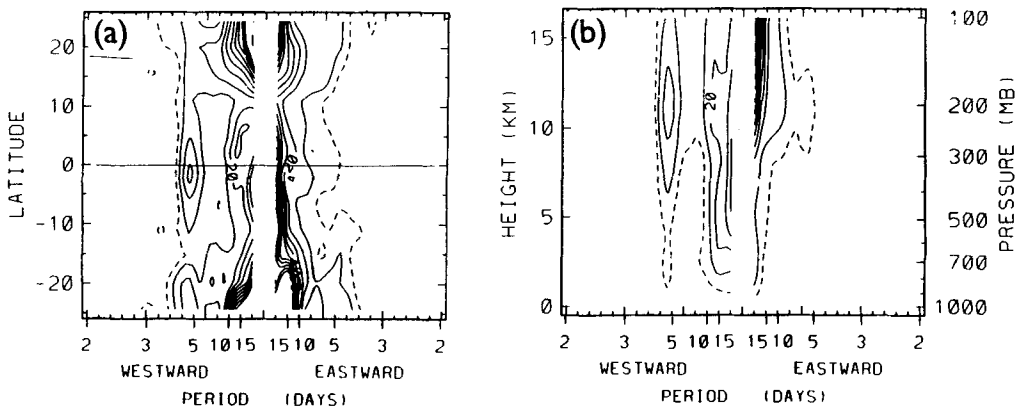 (a)
LATITUDE
20
10
0
-10
-20
20
20
2 3 5 10 15 15 10 5 3 2
WESTWARD EASTWARD
PERIOD (DAYS)
(b)
HEIGHT (KM)
15
10
5
0
20
100
200
300
500
700
1000
PRESSURE (MB)
2 3 5 10 15 15 10 5 3 2
WESTWARD EASTWARD
PERIOD (DAYS)